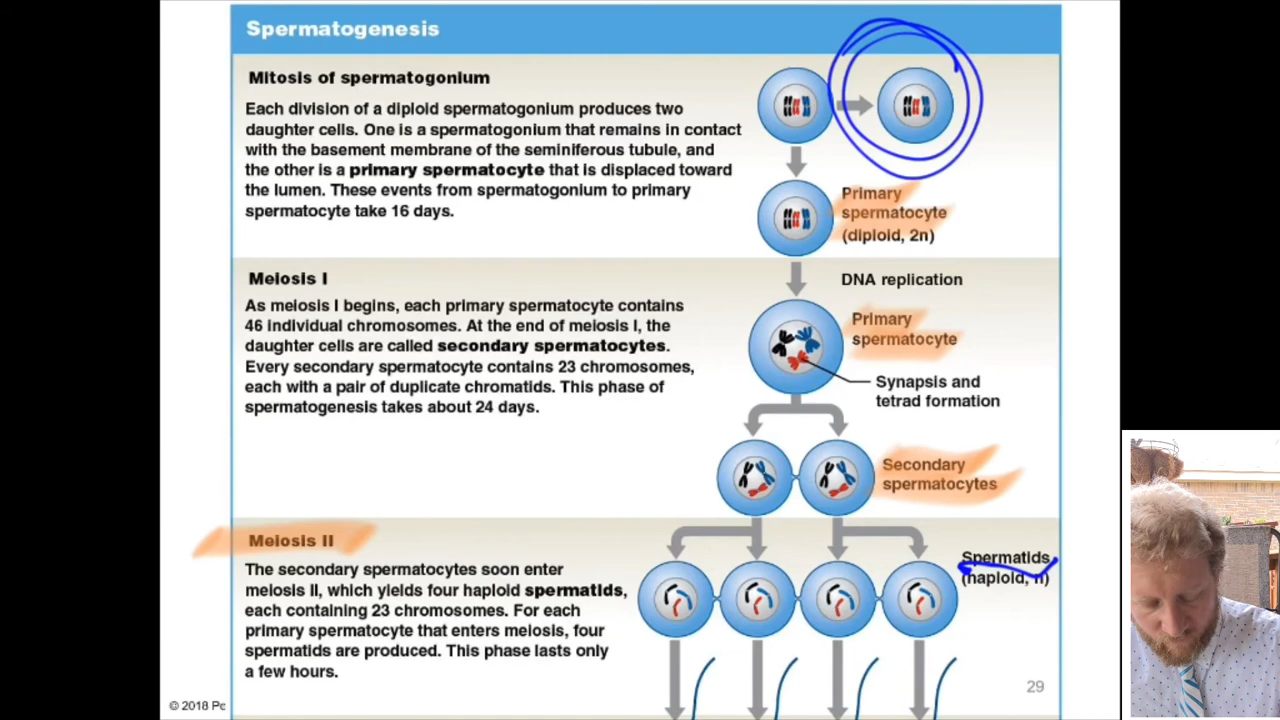 Spermatogenesis
Mitosis of spermatogonium
Each division of a diploid spermatogonium produces two
daughter cells. One is a spermatogonium that remains in contact
with the basement membrane of the seminiferous tubule, and
the other is a primary spermatocyte that is displaced toward
the lumen. These events from spermatogonium to primary
spermatocyte take 16 days.
Primary
spermatocyte
(diploid, 2n)
Meiosis I
As meiosis I begins, each primary spermatocyte contains
46 individual chromosomes. At the end of meiosis I, the
daughter cells are called secondary spermatocytes.
Every secondary spermatocyte contains 23 chromosomes,
each with a pair of duplicate chromatids. This phase of
spermatogenesis takes about 24 days.
DNA replication
Primary
spermatocyte
Synapsis and
tetrad formation
Secondary
spermatocytes
Meiosis II
The secondary spermatocytes soon enter
meiosis II, which yields four haploid spermatids,
each containing 23 chromosomes. For each
primary spermatocyte that enters meiosis, four
spermatids are produced. This phase lasts only
a few hours.
Spermatids
(haploid, n)
29
© 2018 Pe